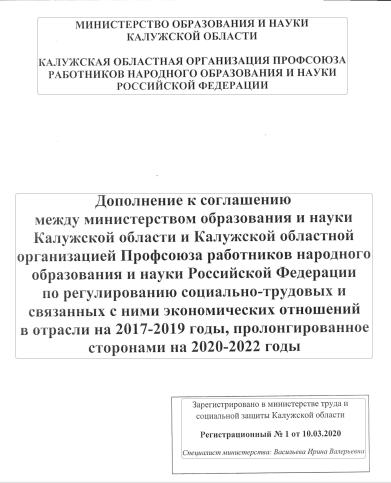 МИНИСТЕРСТВО ОБРАЗОВАНИЯ И НАУКИ
КАЛУЖСКОЙ ОБЛАСТИ
КАЛУЖСКАЯ ОБЛАСТНАЯ ОРГАНИЗАЦИЯ ПРОФСОЮЗА
РАБОТНИКОВ НАРОДНОГО ОБРАЗОВАНИЯ И НАУКИ
РОССИЙСКОЙ ФЕДЕРАЦИИ
Дополнение к соглашению
между министерством образования и науки
Калужской области и Калужской областной
организацией Профсоюза работников народного
образования и науки Российской Федерации
по регулированию социально-трудовых и
связанных с ними экономических отношений
в отрасли на 2017-2019 годы, пролонгированное
сторонами на 2020-2022 годы
Зарегистрировано в министерстве труда и
социальной защиты Калужской области
Регистрационный № 1 от 10.03.2020
Специалист министерства: Васильева Ирина Валерьевна